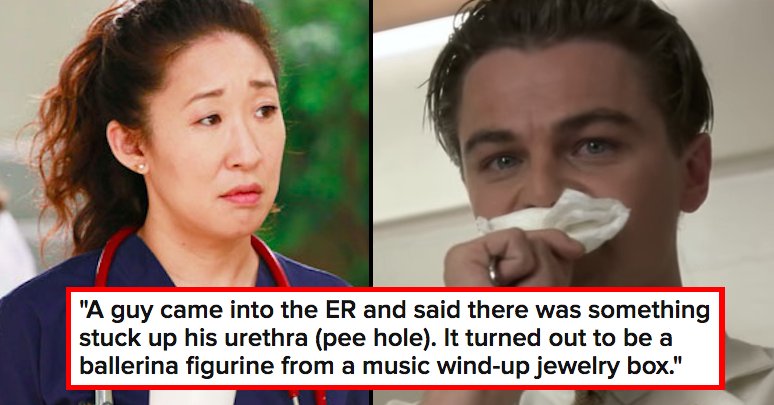 "A guy came into the ER and said there was something
stuck up his urethra (pee hole). It turned out to be a
ballerina figurine from a music wind-up jewelry box."